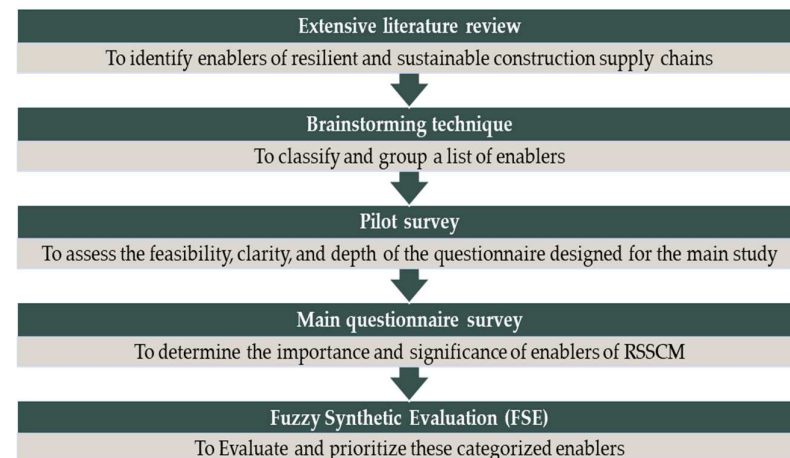 Extensive literature review
To identify enablers of resilient and sustainable construction supply chains
Brainstorming technique
To classify and group a list of enablers
Pilot survey
To assess the feasibility, clarity, and depth of the questionnaire designed for the main study
Main questionnaire survey
To determine the importance and significance of enablers of RSSCM
Fuzzy Synthetic Evaluation (FSE)
To Evaluate and prioritize these categorized enablers